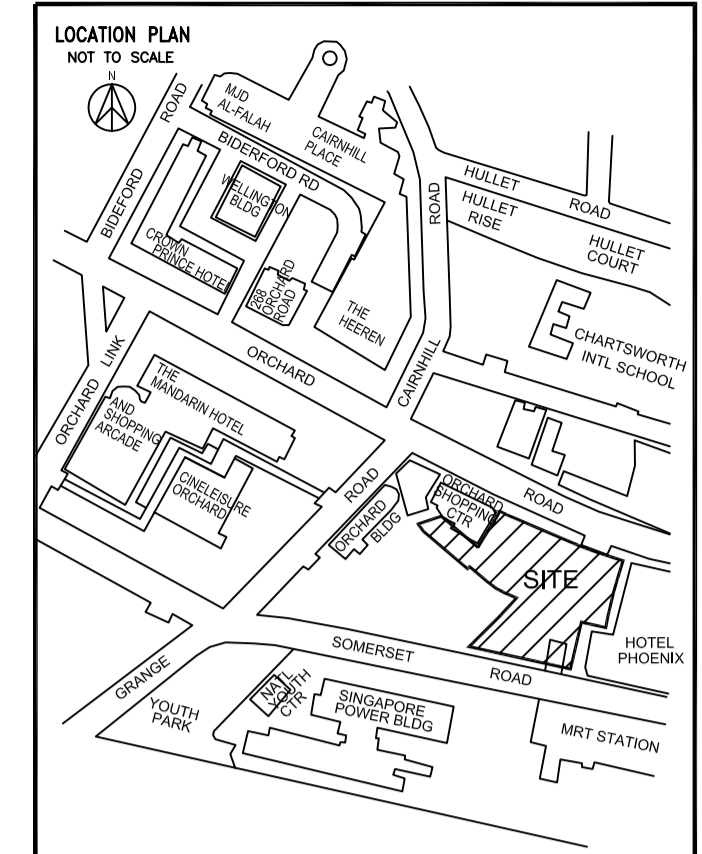 LOCATION PLAN
NOT TO SCALE
N
ROAD
MJD
AL-FALAH
CAIRNHILL
PLACE
BIDERFORD RD
BIDEFORD
WELLINGTON
BLDG
CROWN
PRINCE HOTEL
268
ORCHARD
ROAD
THE
HEEREN
ROAD
HULLET
ROAD
HULLET
RISE
HULLET
COURT
CHARTSWORTH
INTL SCHOOL
ORCHARD
CAIRNHILL
ORCHARD LINK
THE
MANDARIN HOTEL
AND
SHOPPING
ARCADE
CINELEISURE
ORCHARD
ROAD
ORCHARD
BLDG
ORCHARD
SHOPPING
CTR
ROAD
SITE
HOTEL
PHOENIX
SOMERSET
ROAD
GRANGE
YOUTH
PARK
NAT'L
YOUTH
CTR
SINGAPORE
POWER BLDG
MRT STATION